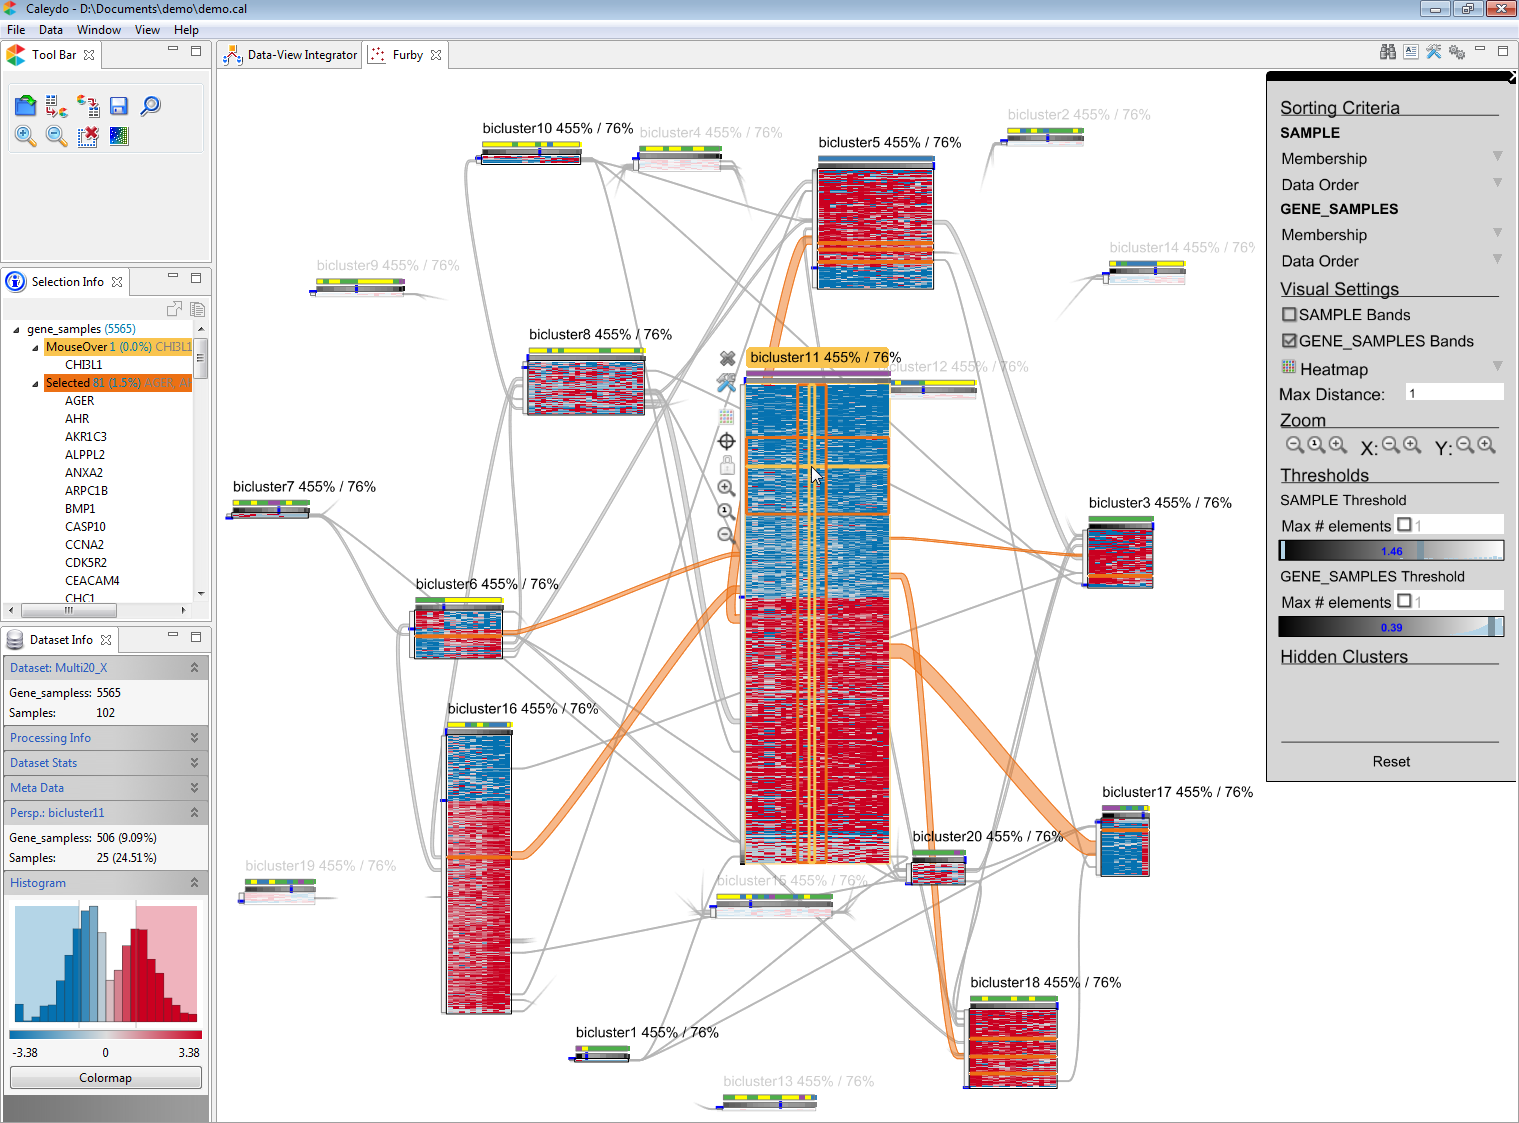 Caleydo - D:\Documents\demo\demo.cal
File Data Window View Help
Tool Bar
Data-View Integrator
Furby
Selection Info
gene_samples (5565)
MouseOver 1 (0.0%) CHI3L1
CHI3L1
Selected 81 (1.5%) AGER,
AGER
AHR
AKR1C3
ALPPL2
ANXA2
ARPC1B
BMP1
CASP10
CCNA2
CDK5R2
CEACAM4
CHC1
Dataset Info
Dataset: Multi20_X
Gene_sampless: 5565
Samples: 102
Processing Info
Dataset Stats
Meta Data
Persp.: bicluster11
Gene_sampless: 506 (9.09%)
Samples: 25 (24.51%)
Histogram
-3.38 0 3.38
Colormap
bicluster2 455% / 76%
bicluster10 455% / 76%
bicluster4 455% / 76%
bicluster5 455% / 76%
bicluster14 455% / 76%
bicluster9 455% / 76%
bicluster8 455% / 76%
bicluster11 455% / 76%
bicluster12 455% / 76%
bicluster7 455% / 76%
bicluster3 455% / 76%
bicluster6 455% / 76%
bicluster16 455% / 76%
bicluster17 455% / 76%
bicluster20 455% / 76%
bicluster19 455% / 76%
bicluster15 455% / 76%
bicluster18 455% / 76%
bicluster1 455% / 76%
bicluster13 455% / 76%
Sorting Criteria
SAMPLE
Membership
Data Order
GENE_SAMPLES
Membership
Data Order
Visual Settings
SAMPLE Bands
GENE_SAMPLES Bands
Heatmap
Max Distance: 1
Zoom
1 X: Y:
Thresholds
SAMPLE Threshold
Max # elements 1
1.46
GENE_SAMPLES Threshold
Max # elements 1
0.39
Hidden Clusters
Reset